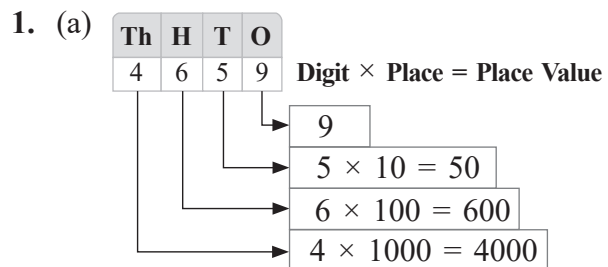 1. (a)
Th H T O
4 6 5 9 Digit × Place = Place Value
9
5 × 10 = 50
6 × 100 = 600
4 × 1000 = 4000